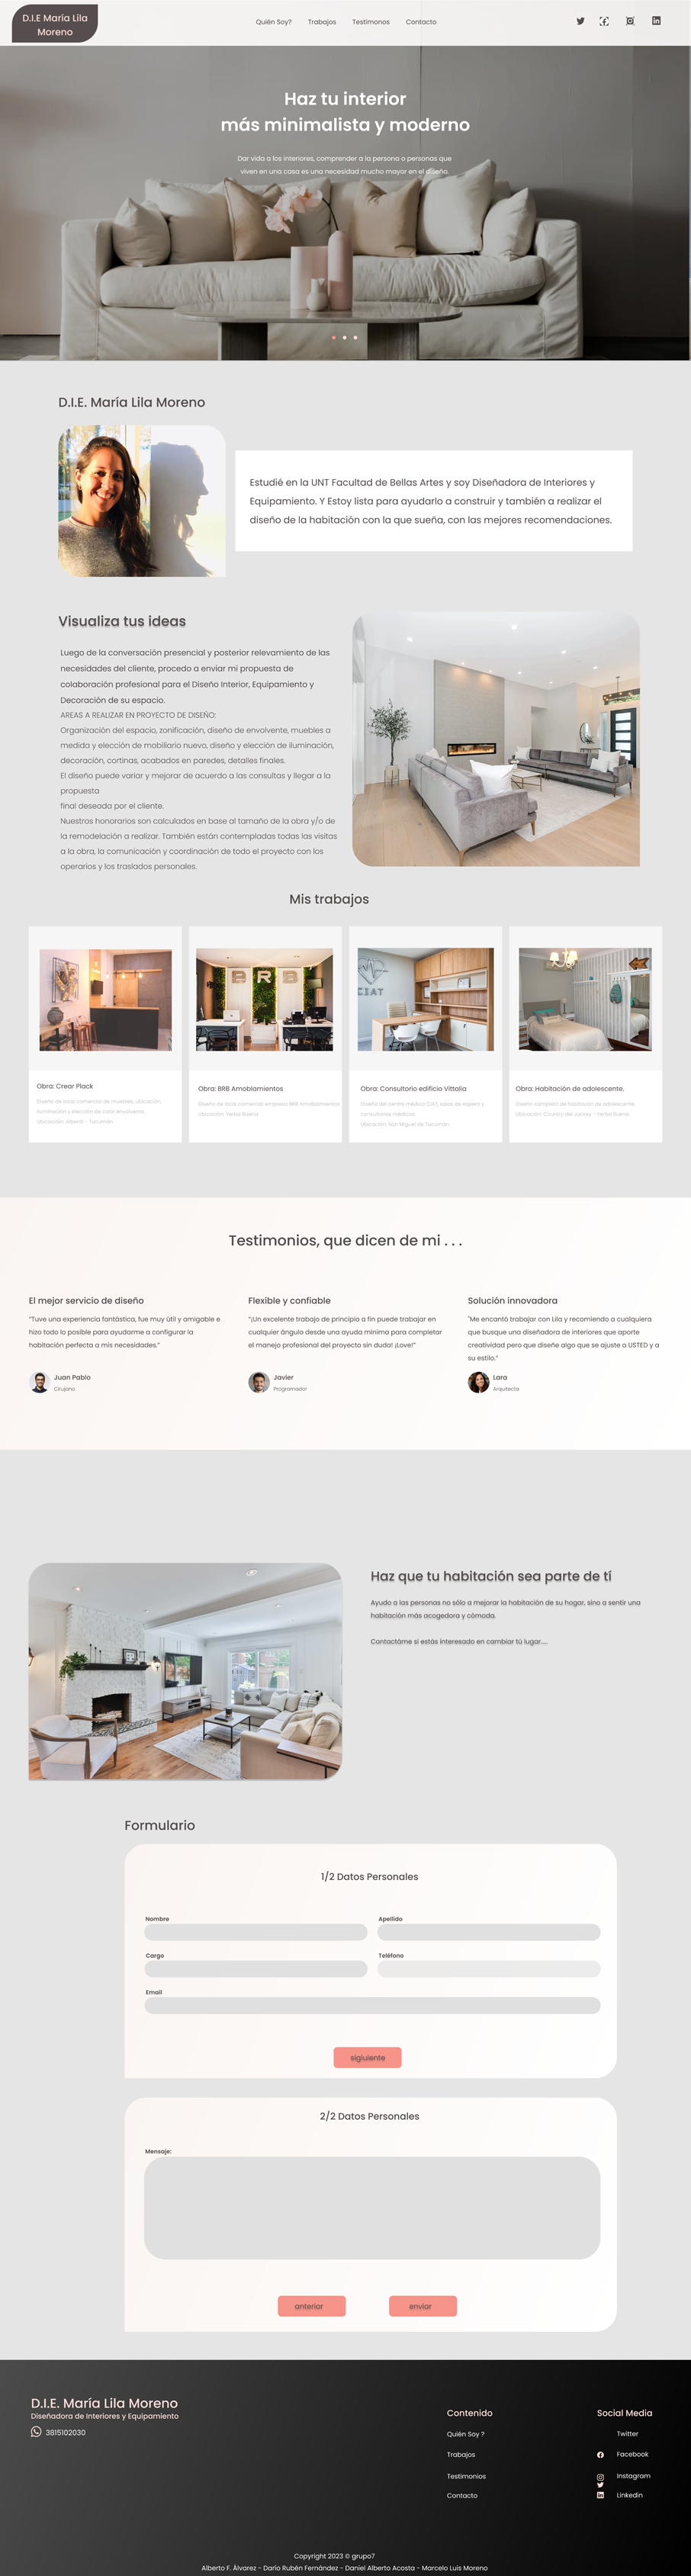 D.I.E María Lila
Moreno
Quién Soy?
Trabajos
Testimonos
Contacto
Haz tu interior
más minimalista y moderno
Dar vida a los interiores, comprender a la persona o personas que
viven en una casa es una necesidad mucho mayor en el diseño.
D.I.E. María Lila Moreno
Estudié en la UNT Facultad de Bellas Artes y soy Diseñadora de Interiores y
Equipamiento. Y Estoy lista para ayudarlo a construir y también a realizar el
diseño de la habitación con la que sueña, con las mejores recomendaciones.
Visualiza tus ideas
Luego de la conversación presencial y posterior relevamiento de las
necesidades del cliente, procedo a enviar mi propuesta de
colaboración profesional para el Diseño Interior, Equipamiento y
Decoración de su espacio.
AREAS A REALIZAR EN PROYECTO DE DISEÑO:
Organización del espacio, zonificación, diseño de envolvente, muebles a
medida y elección de mobiliario nuevo, diseño y elección de iluminación,
decoración, cortinas, acabados en paredes, detalles finales.
El diseño puede variar y mejorar de acuerdo a las consultas y llegar a la
propuesta
final deseada por el cliente.
Nuestros honorarios son calculados en base al tamaño de la obra y/o de
la remodelación a realizar. También están contempladas todas las visitas
a la obra, la comunicación y coordinación de todo el proyecto con los
operarios y los traslados personales.
Mis trabajos
BRB
CIAT
Obra: Crear Plack
Diseño de local comercial de muebles, ubicación,
iluminación y elección de color envolvente.
Ubicación: Alberdi - Tucumán
Obra: BRB Amoblamientos
Diseño de local comercial empresa BRB Amoblamientos
Ubicación: Yerba Buena
Obra: Consultorio edificio Vittalia
Diseño del centro médico CIAT, salas de espera y
consultorios médicos.
Ubicación: San Miguel de Tucumán
Obra: Habitación de adolescente.
Diseño completo de habitación de adolescente.
Ubicación: Country del Jockey - Yerba Buena
Testimonios, que dicen de mi . . .
El mejor servicio de diseño
"Tuve una experiencia fantástica, fue muy útil y amigable e
hizo todo lo posible para ayudarme a configurar la
habitación perfecta a mis necesidades."
Juan Pablo
Cirujano
Flexible y confiable
"¡Un excelente trabajo de principio a fin puede trabajar en
cualquier ángulo desde una ayuda mínima para completar
el manejo profesional del proyecto sin duda! ¡Love!"
Javier
Programador
Solución innovadora
"Me encantó trabajar con Lila y recomiendo a cualquiera
que busque una diseñadora de interiores que aporte
creatividad pero que diseñe algo que se ajuste a USTED y a
su estilo."
Lara
Arquitecta
Haz que tu habitación sea parte de tí
Ayudo a las personas no sólo a mejorar la habitación de su hogar, sino a sentir una
habitación más acogedora y cómoda.
Contactáme si estás interesado en cambiar tú lugar....
Formulario
1/2 Datos Personales
Nombre
Apellido
Cargo
Teléfono
Email
sigiuiente
2/2 Datos Personales
Mensaje:
anterior
enviar
D.I.E. María Lila Moreno
Diseñadora de Interiores y Equipamiento
3815102030
Contenido
Quién Soy ?
Trabajos
Testimonios
Contacto
Social Media
Twitter
Facebook
Instagram
Linkedin
Copyright 2023 © grupo7
Alberto F. Álvarez - Darío Rubén Fernández - Daniel Alberto Acosta - Marcelo Luis Moreno